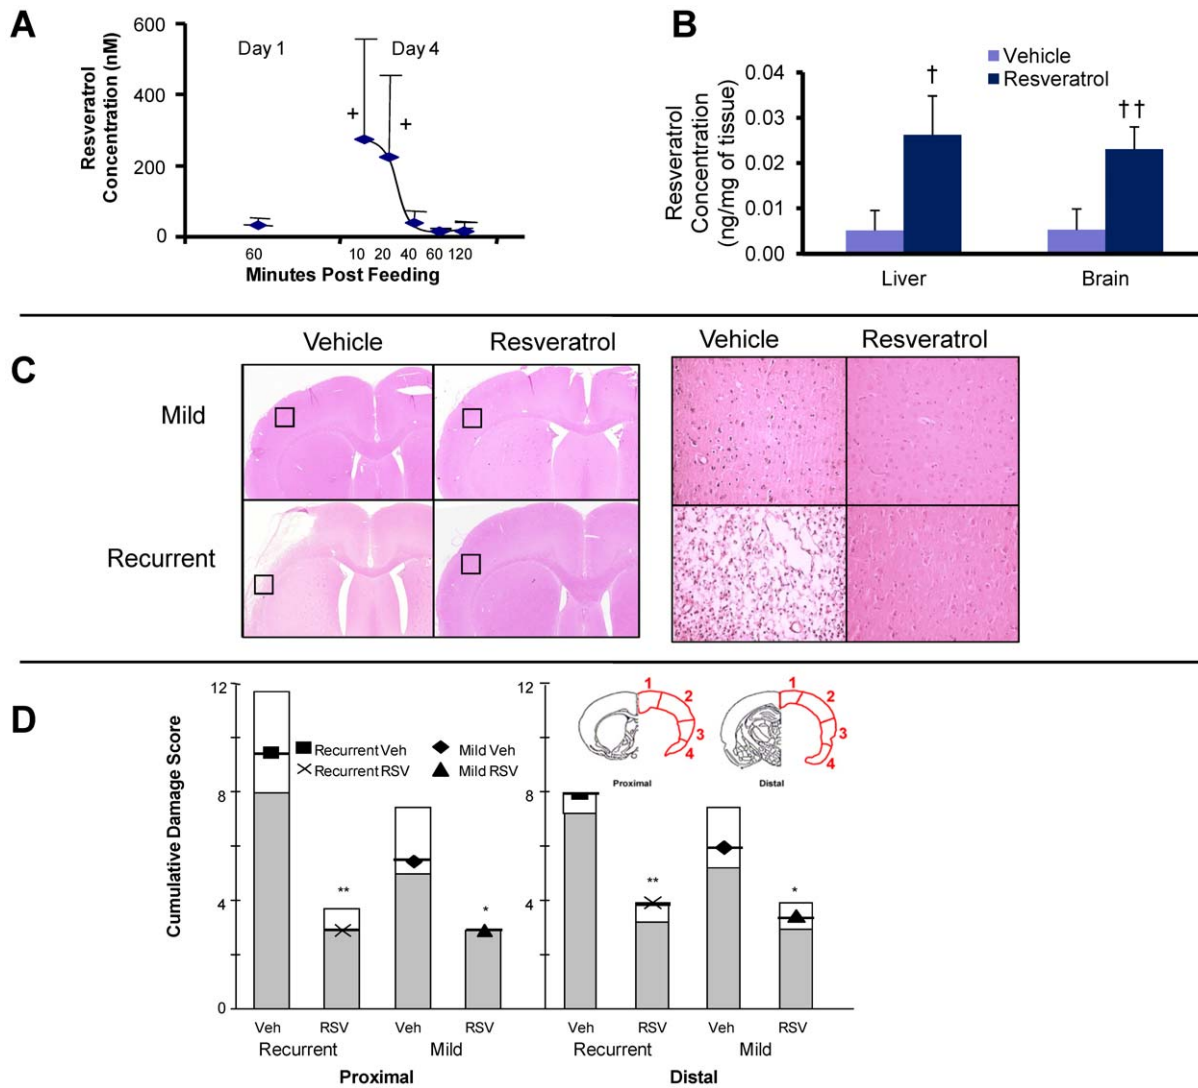 A
600
400
200
0
Resveratrol
Concentration (nM)
Day 1
Day 4
+
+
60
10
20
40
60
120
Minutes Post Feeding
B
Vehicle
Resveratrol
0.04
0.03
0.02
0.01
0.00
Resveratrol
Concentration
(ng/mg of tissue)
†
††
Liver
Brain
C
Vehicle
Resveratrol
Vehicle
Resveratrol
Mild
Recurrent
D
12
8
4
0
Cumulative Damage Score
Recurrent Veh
Mild Veh
Recurrent RSV
Mild RSV
**
*
12
8
4
1
2
3
4
Proximal
1
2
3
4
Distal
**
*
Veh
RSV
Veh
RSV
Veh
RSV
Veh
RSV
Recurrent
Mild
Recurrent
Mild
Proximal
Distal